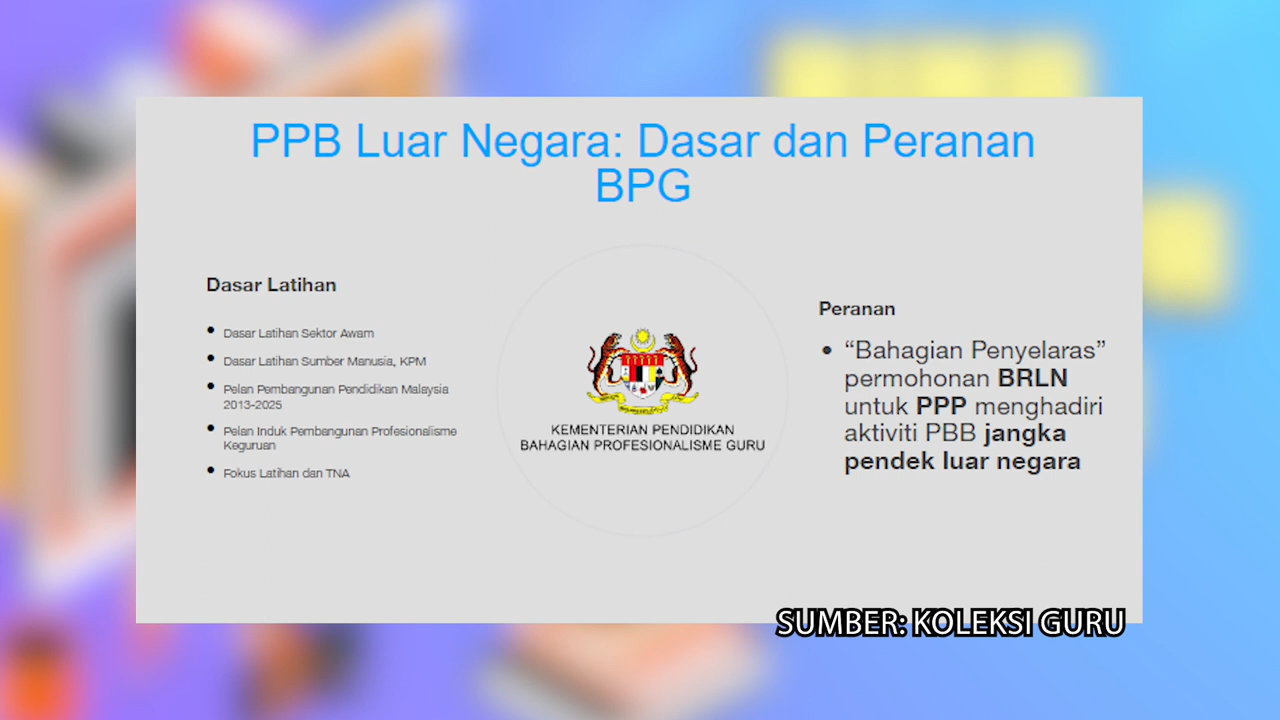 PPB Luar Negara: Dasar dan Peranan
BPG
Dasar Latihan
• Dasar Latihan Sektor Awam
• Dasar Latihan Sumber Manusia, KPM
• Pelan Pembangunan Pendidikan Malaysia
2013-2025
• Pelan Induk Pembangunan Profesionalisme
Keguruan
• Fokus Latihan dan TNA
KEMENTERIAN PENDIDIKAN
BAHAGIAN PROFESIONALISME GURU
Peranan
• “Bahagian Penyelaras”
permohonan BRLN
untuk PPP menghadiri
aktiviti PBB jangka
pendek luar negara
SUMBER: KOLEKSI GURU